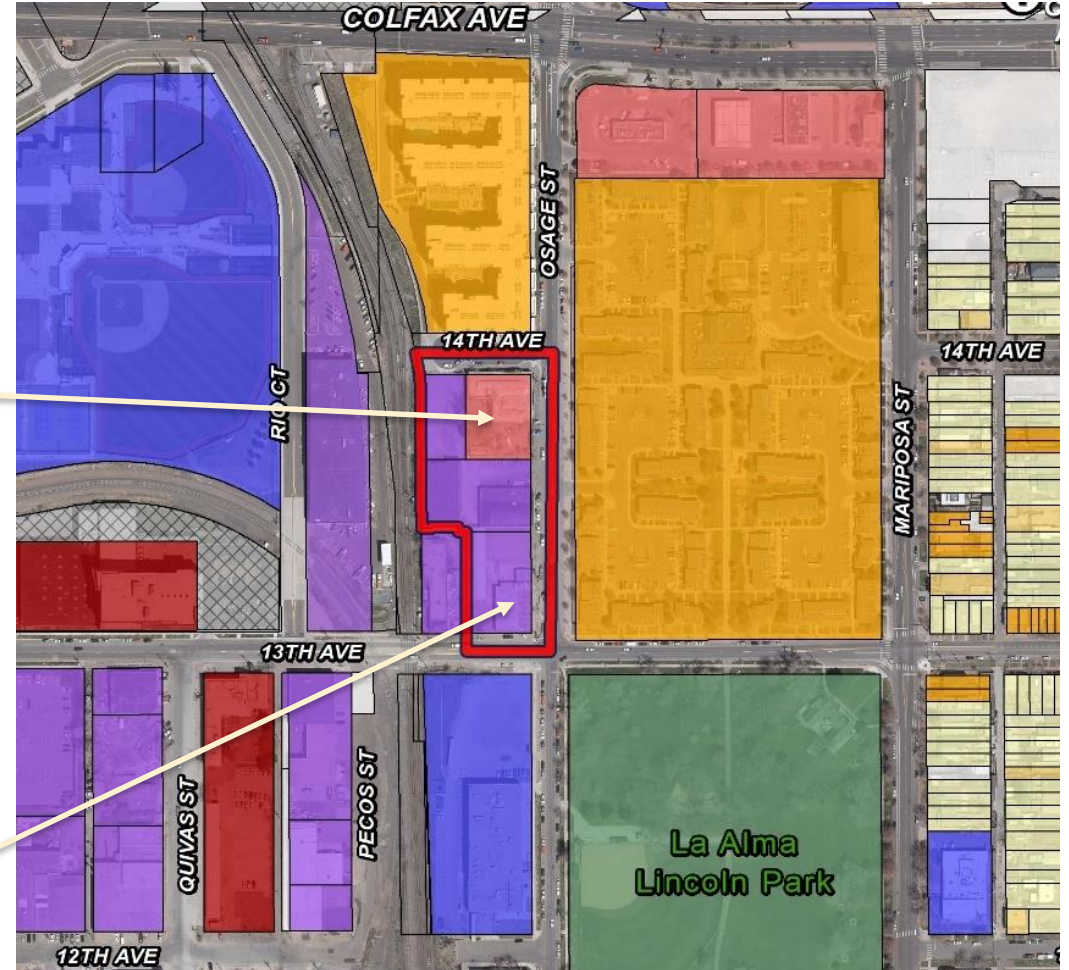 COLFAX AVE
OSAGE ST
14TH AVE
14TH AVE
RIO CT
MARIPOSA ST
13TH AVE
PECOS ST
QUIVAS ST
La Alma
Lincoln Park
12TH AVE